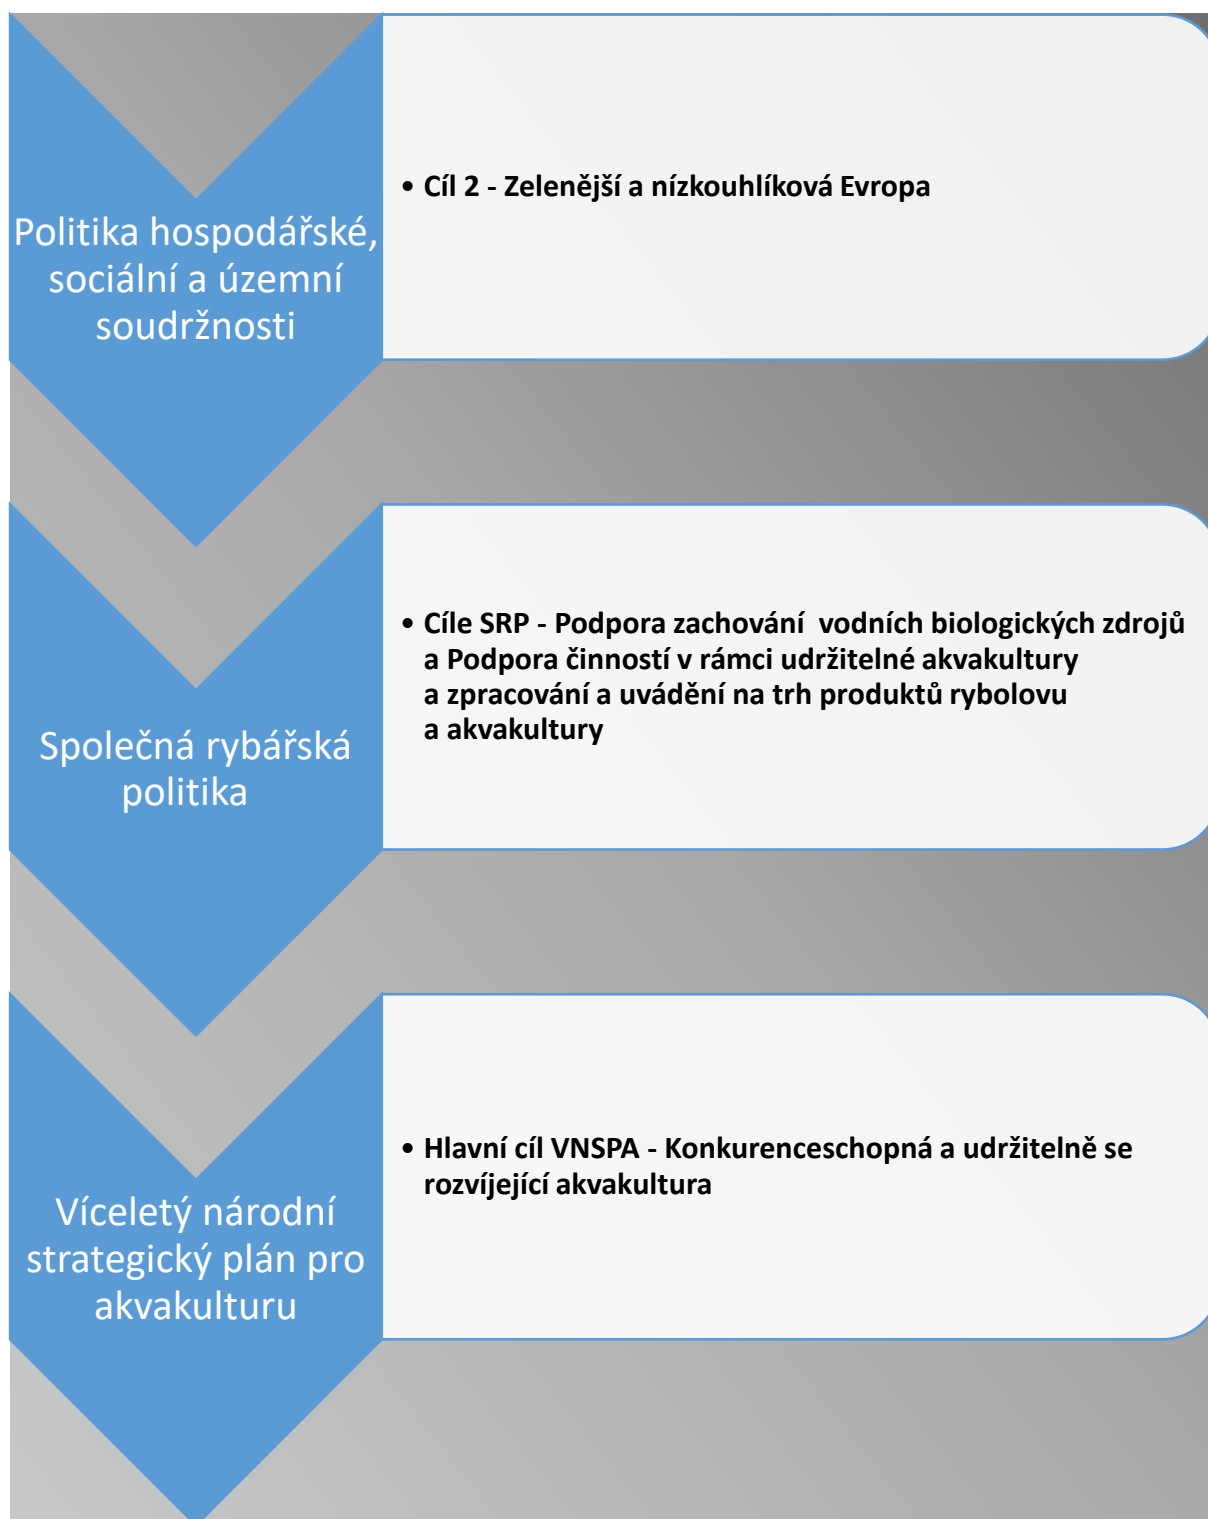 Politika hospodářské,
sociální a územní
soudržnosti
• Cíl 2 - Zelenější a nízkouhlíková Evropa
Společná rybářská
politika
• Cíle SRP - Podpora zachování  vodních biologických zdrojů
a Podpora činností v rámci udržitelné akvakultury
a zpracování a uvádění na trh produktů rybolovu
a akvakultury
Víceletý národní
strategický plán pro
akvakulturu
• Hlavní cíl VNSPA - Konkurenceschopná a udržitelně se
rozvíjející akvakultura